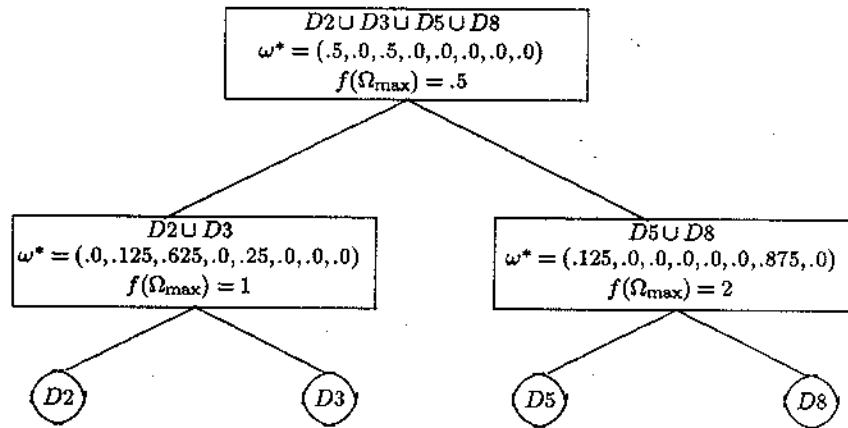 D2 ∪ D3 ∪ D5 ∪ D8
ω* = (.5,.0,.5,.0,.0,.0,.0,.0)
f(Ωmax) = .5
D2 ∪ D3
ω* = (.0,.125,.625,.0,.25,.0,.0,.0)
f(Ωmax) = 1
D5 ∪ D8
ω* = (.125,.0,.0,.0,.0,.0,.875,.0)
f(Ωmax) = 2
D2
D3
D5
D8